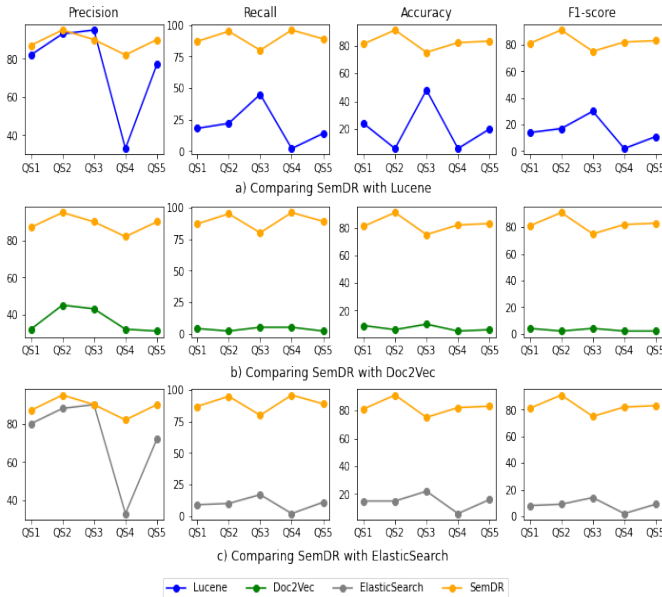 Precision Recall Accuracy F1-score
80 60 40
100 75 50 25 0
80 60 40 20
100 80 60 40 20 0
QS1 QS2 QS3 QS4 QS5 QS1 QS2 QS3 QS4 QS5 QS1 QS2 QS3 QS4 QS5 QS1 QS2 QS3 QS4 QS5
a) Comparing SemDR with Lucene
80 60 40
100 75 50 25 0
80 60 40 20
100 80 60 40 20 0
QS1 QS2 QS3 QS4 QS5 QS1 QS2 QS3 QS4 QS5 QS1 QS2 QS3 QS4 QS5 QS1 QS2 QS3 QS4 QS5
b) Comparing SemDR with Doc2Vec
80 60 40
100 75 50 25 0
80 60 40 20
80 60 40 20 0
QS1 QS2 QS3 QS4 QS5 QS1 QS2 QS3 QS4 QS5 QS1 QS2 QS3 QS4 QS5 QS1 QS2 QS3 QS4 QS5
c) Comparing SemDR with ElasticSearch
Lucene Doc2Vec ElasticSearch SemDR